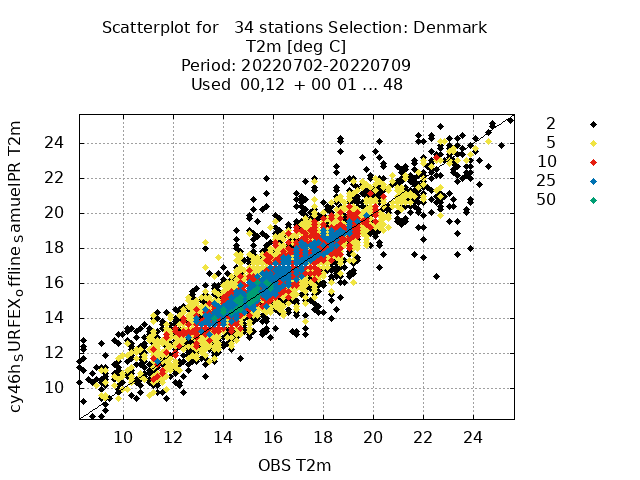 Scatterplot for 34 stations Selection: Denmark
T2m [deg C]
Period: 20220702-20220709
Used 00,12 + 00 01 ... 48
cy46h_sURFEX_offline_samuelPR T2m
24
22
20
18
16
14
12
10
10 12 14 16 18 20 22 24
OBS T2m
2
5
10
25
50